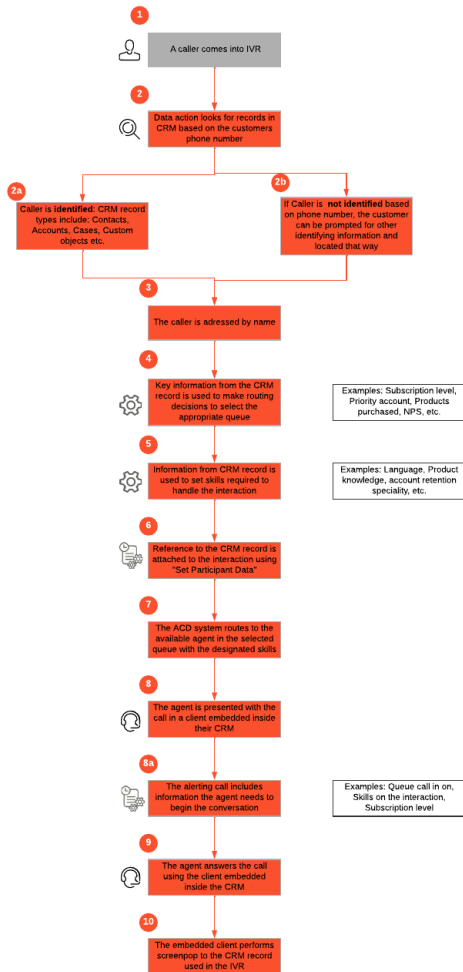 1
A caller comes into IVR
2
Data action looks for records in
CRM based on the customers
phone number
2a
Caller is identified: CRM record
types include: Contacts,
Accounts, Cases, Custom
objects etc.
2b
If Caller is not identified based
on phone number, the customer
can be prompted for other
identifying information and
located that way
3
The caller is adressed by name
4
Key information from the CRM
record is used to make routing
decisions to select the
appropriate queue
Examples: Subscription level,
Priority account, Products
purchased, NPS, etc.
5
Information from CRM record is
used to set skills required to
handle the interaction
Examples: Language, Product
knowledge, account retention
speciality, etc.
6
Reference to the CRM record is
attached to the interaction using
"Set Participant Data"
7
The ACD system routes to the
available agent in the selected
queue with the designated skills
8
The agent is presented with the
call in a client embedded inside
their CRM
8a
The alerting call includes
information the agent needs to
begin the conversation
Examples: Queue call in on,
Skills on the interaction,
Subscription level
9
The agent answers the call
using the client embedded
inside the CRM
10
The embedded client performs
screenpop to the CRM record
used in the IVR